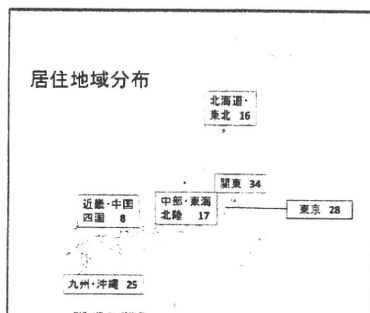 居住地域分布
北海道・
東北 16
関東 34
中部・東海
北陸 17
東京 28
近畿・中国
四国 8
九州・沖縄 25